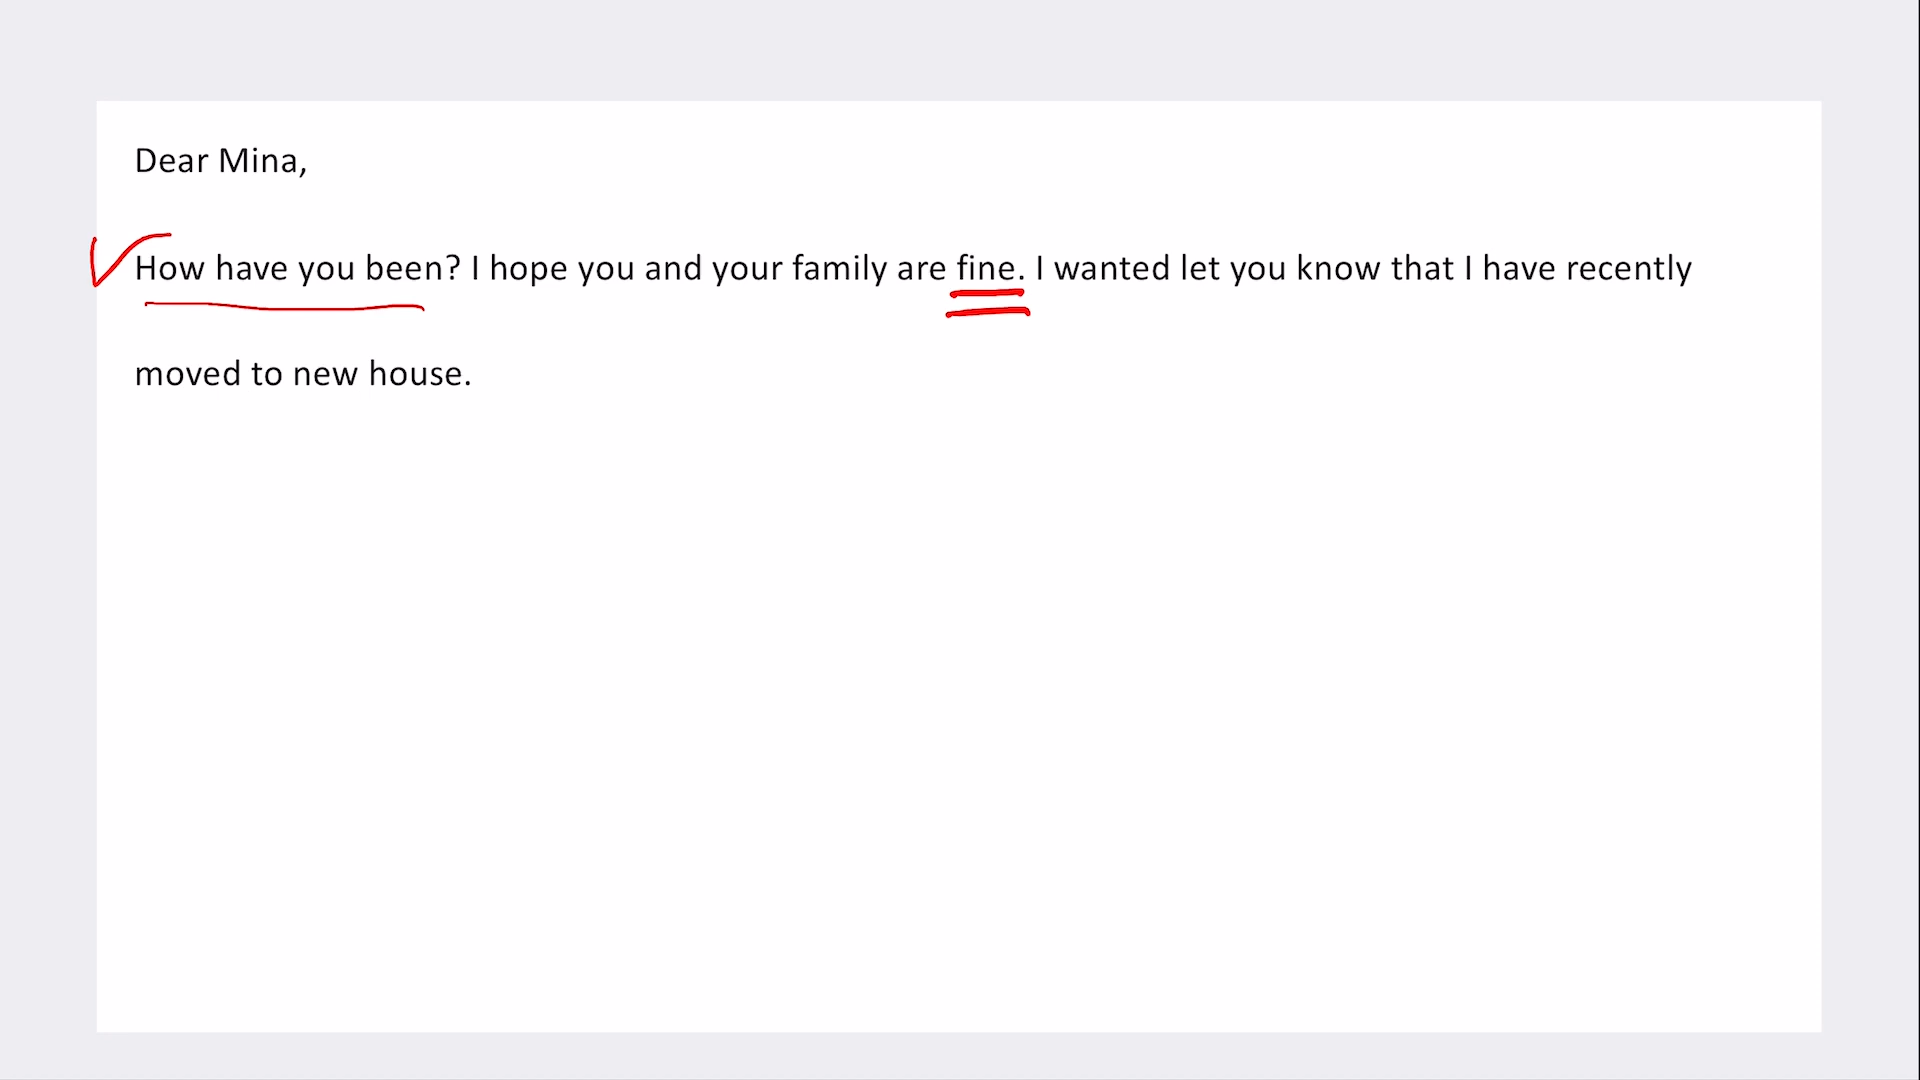 Dear Mina,
How have you been? I hope you and your family are fine. I wanted let you know that I have recently
moved to new house.